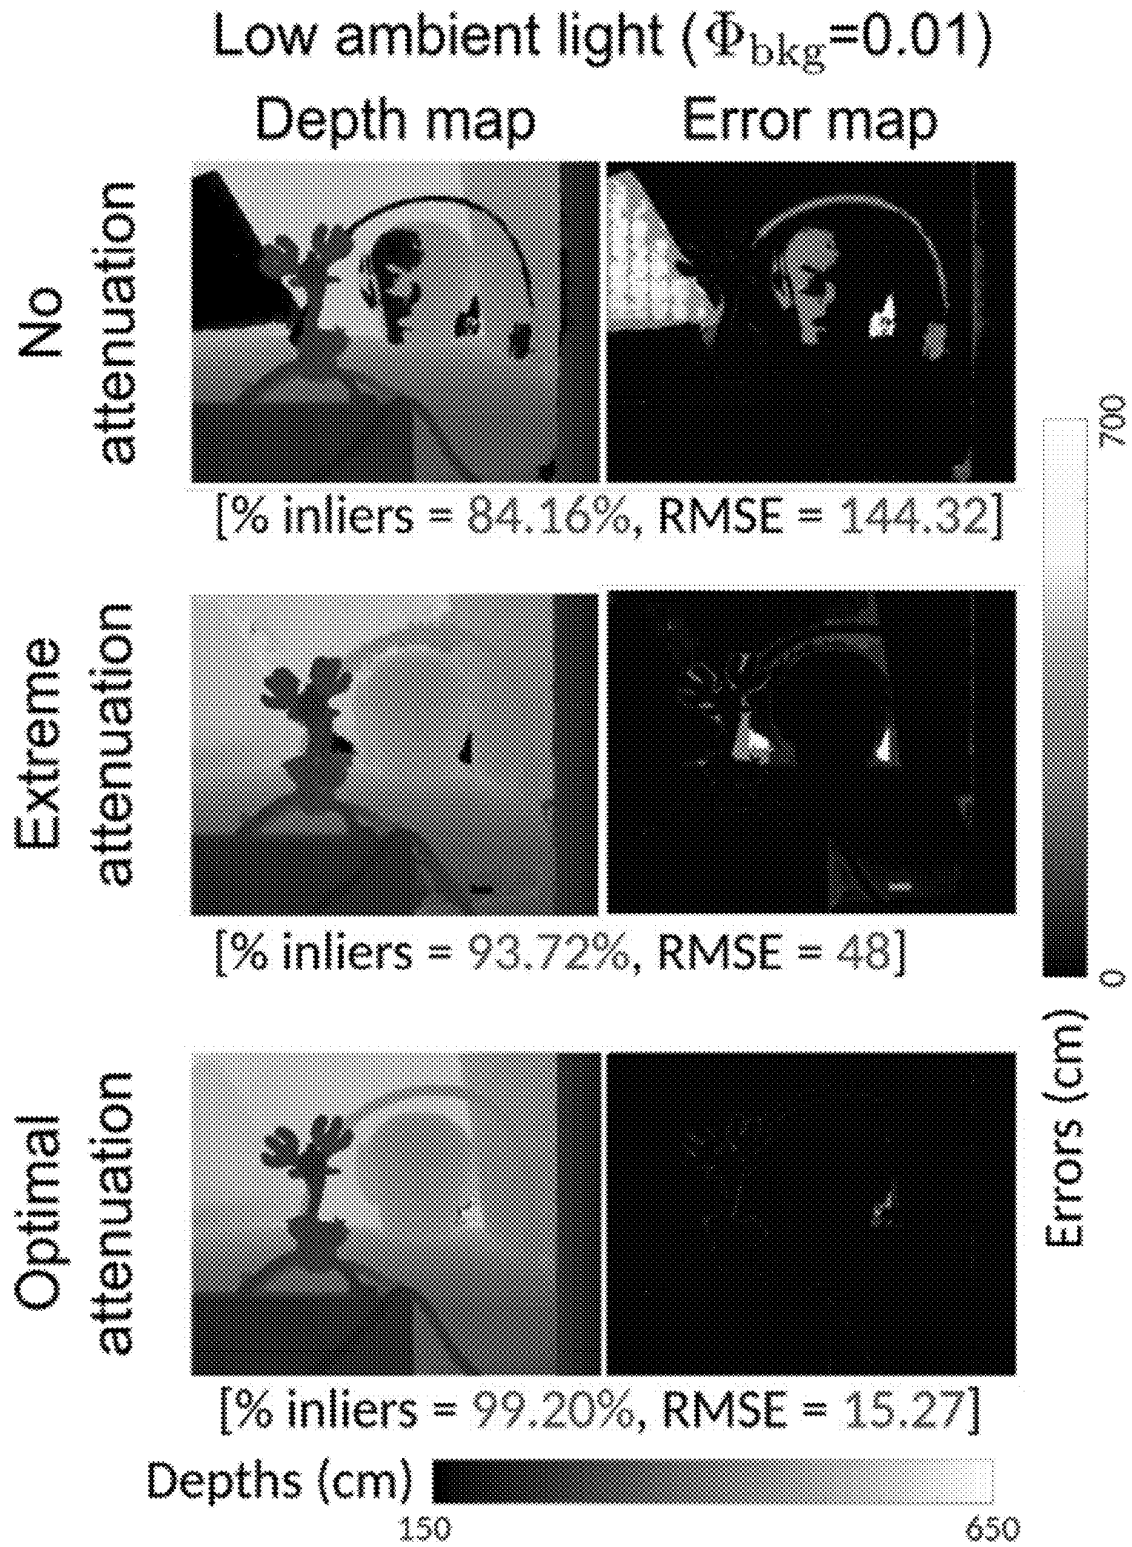 Low ambient light (Φbkg=0.01)
Depth map
Error map
No
attenuation
[% inliers = 84.16%, RMSE = 144.32]
Extreme
attenuation
[% inliers = 93.72%, RMSE = 48]
Optimal
attenuation
[% inliers = 99.20%, RMSE = 15.27]
700
0
Errors (cm)
Depths (cm)
150
650